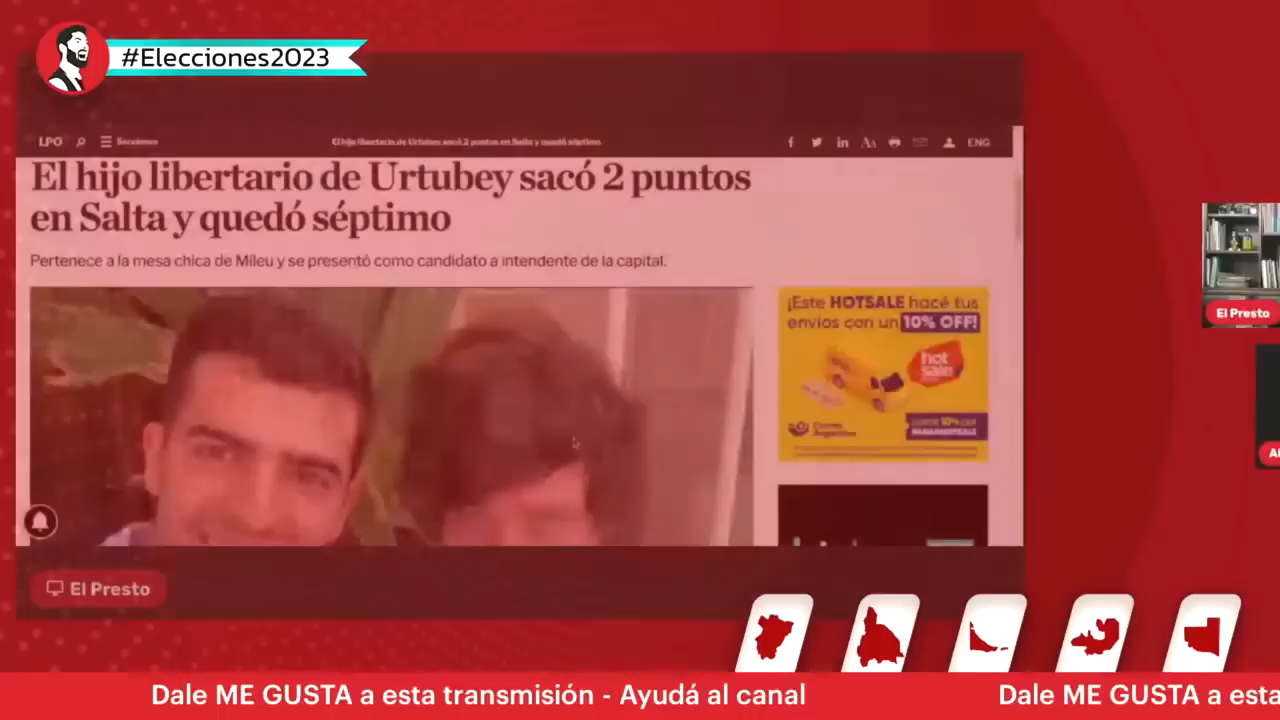 #Elecciones2023
LPO
Secciones
El hijo libertario de Urtubey sacó 2 puntos en Salta y quedó séptimo
ENG
El hijo libertario de Urtubey sacó 2 puntos
en Salta y quedó séptimo
Pertenece a la mesa chica de Mileu y se presentó como candidato a intendente de la capital.
¡Este HOTSALE hacé tus
envíos con un 10% OFF!
hot
sale
Correo
Argentino
El Presto
El Presto
Dale ME GUSTA a esta transmisión - Ayudá al canal
Dale ME GUSTA a esta